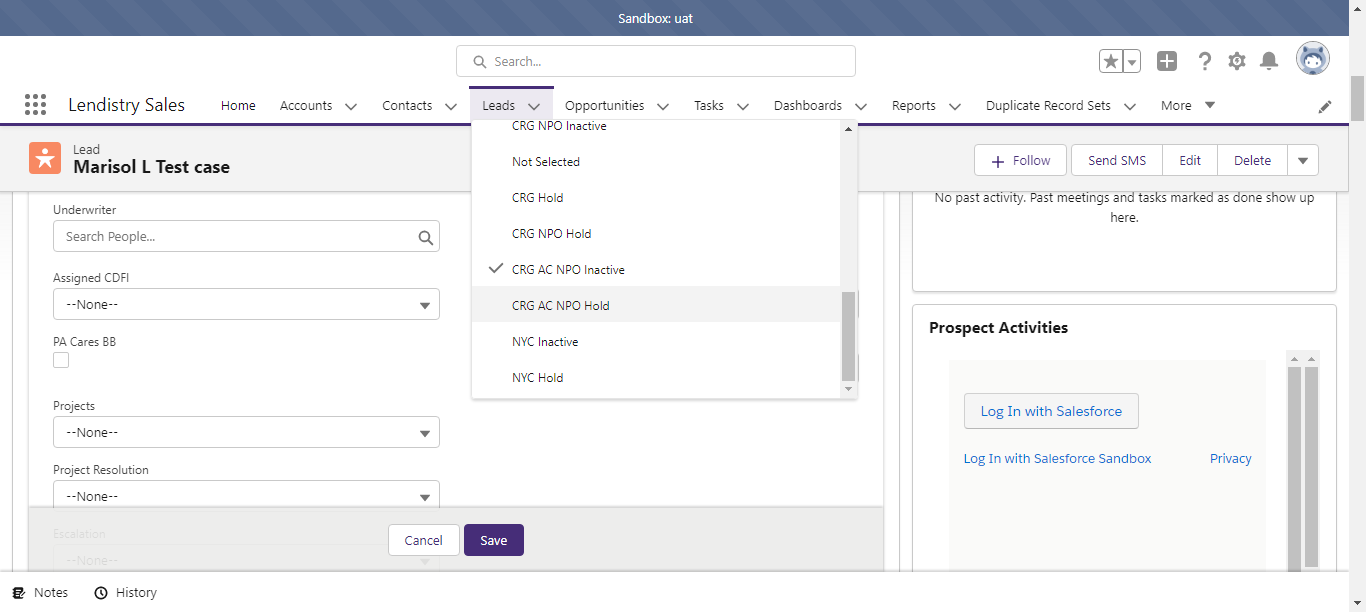 Sandbox: uat
Search...
Lendistry Sales
Home
Accounts
Contacts
Leads
Opportunities
Tasks
Dashboards
Reports
Duplicate Record Sets
More
Lead
Marisol L Test case
Follow
Send SMS
Edit
Delete
Underwriter
Search People...
Assigned CDFI
--None--
PA Cares BB
Projects
--None--
Project Resolution
--None--
Escalation
--None--
Cancel
Save
CRG NPO Inactive
Not Selected
CRG Hold
CRG NPO Hold
CRG AC NPO Inactive
CRG AC NPO Hold
NYC Inactive
NYC Hold
No past activity. Past meetings and tasks marked as done show up
here.
Prospect Activities
Log In with Salesforce
Log In with Salesforce Sandbox
Privacy
Notes
History